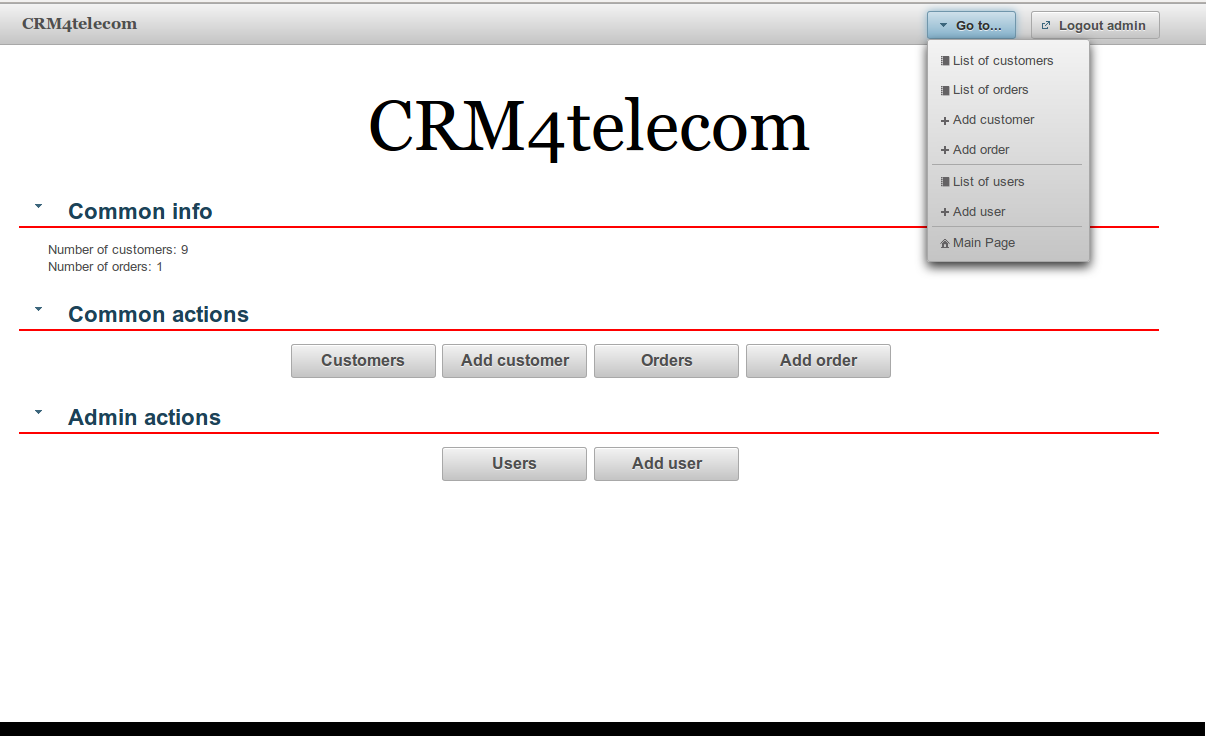 CRM4telecom
Go to...
Logout admin
List of customers
List of orders
Add customer
Add order
List of users
Add user
Main Page
CRM4telecom
Common info
Number of customers: 9
Number of orders: 1
Common actions
Customers
Add customer
Orders
Add order
Admin actions
Users
Add user